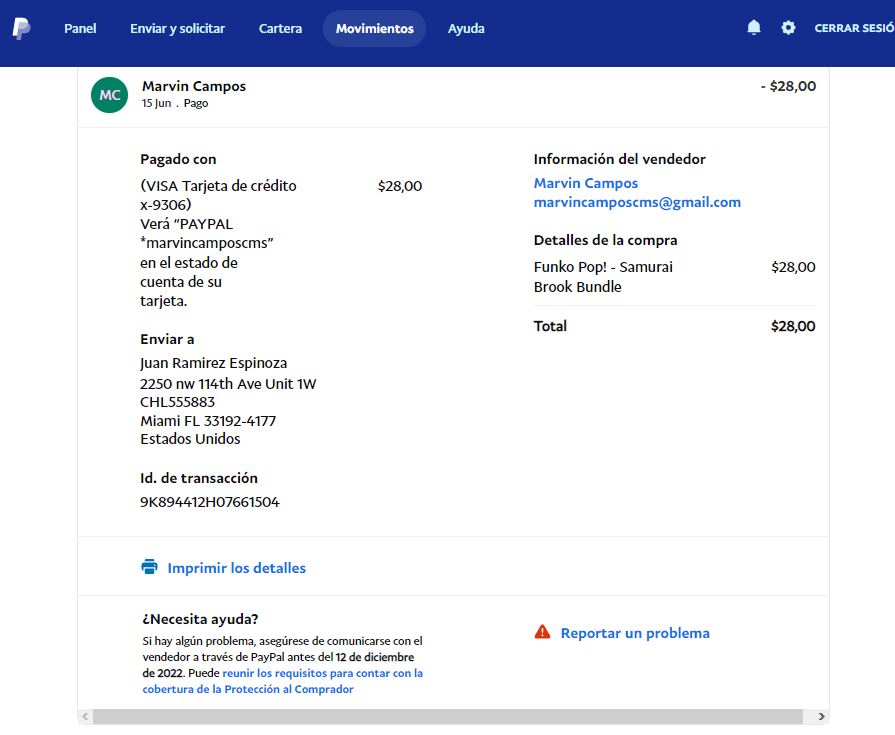 Panel Enviar y solicitar Cartera Movimientos Ayuda CERRAR SESIÓ
MC Marvin Campos - $28,00
15 Jun . Pago
Pagado con
(VISA Tarjeta de crédito $28,00
x-9306)
Verá “PAYPAL
*marvincamposcms”
en el estado de
cuenta de su
tarjeta.
Enviar a
Juan Ramirez Espinoza
2250 nw 114th Ave Unit 1W
CHL555883
Miami FL 33192-4177
Estados Unidos
Id. de transacción
9K894412H07661504
Información del vendedor
Marvin Campos
marvincamposcms@gmail.com
Detalles de la compra
Funko Pop! - Samurai $28,00
Brook Bundle
Total $28,00
Imprimir los detalles
¿Necesita ayuda?
Si hay algún problema, asegúrese de comunicarse con el
vendedor a través de PayPal antes del 12 de diciembre
de 2022. Puede reunir los requisitos para contar con la
cobertura de la Protección al Comprador
Reportar un problema